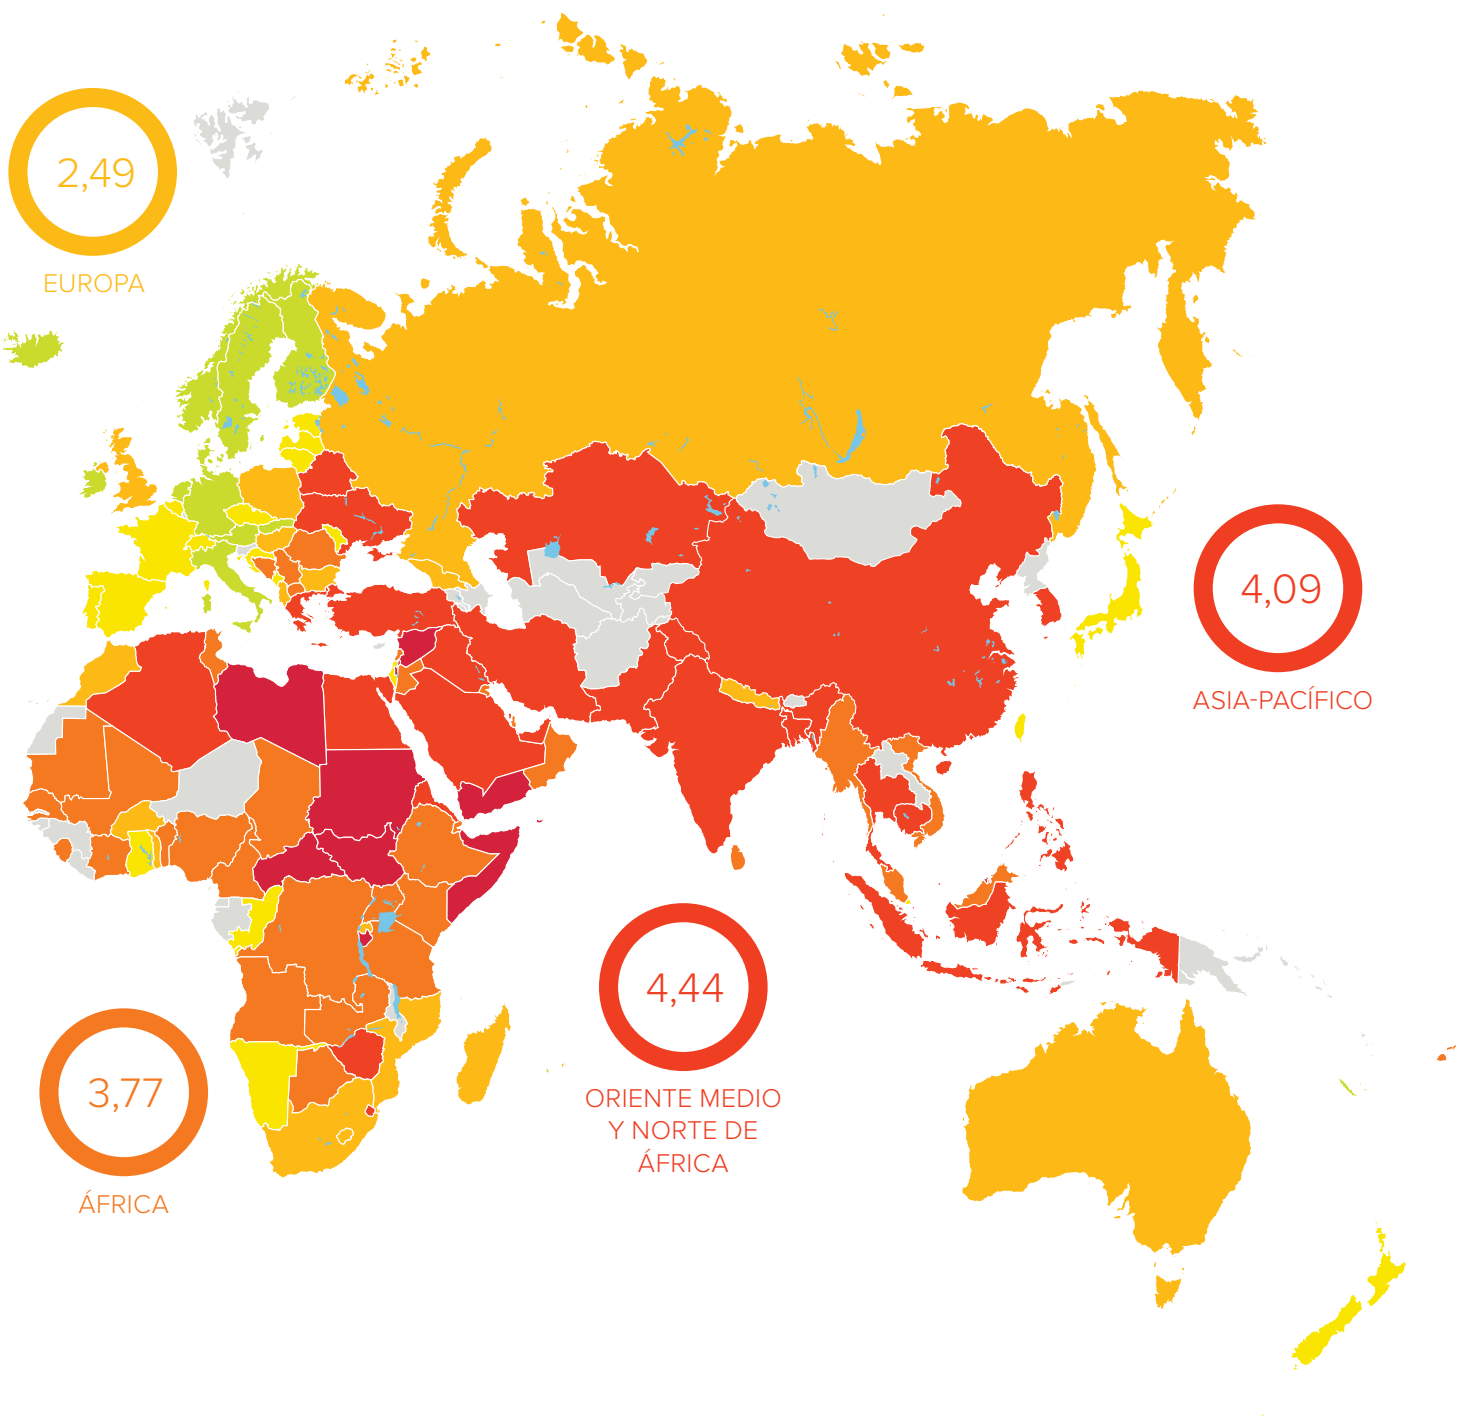 2,49
EUROPA
4,09
ASIA-PACÍFICO
4,44
ORIENTE MEDIO
Y NORTE DE
ÁFRICA
3,77
ÁFRICA